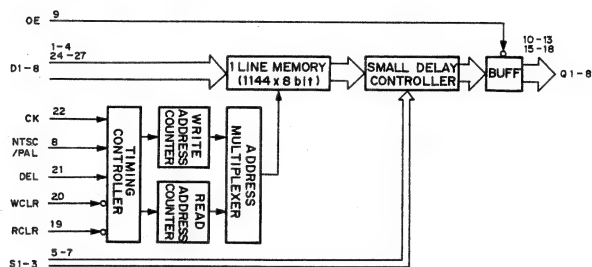 OE 9
1-4
24-27
D1-8
1 LINE MEMORY
(1144 x 8 bit)
SMALL DELAY
CONTROLLER
BUFF
10-13
15-18
Q1-8
CK 22
NTSC
/PAL 8
DEL 21
WCLR 20
RCLR 19
TIMING
CONTROLLER
WRITE
ADDRESS
COUNTER
READ
ADDRESS
COUNTER
ADDRESS
MULTIPLEXER
5-7
S1-3